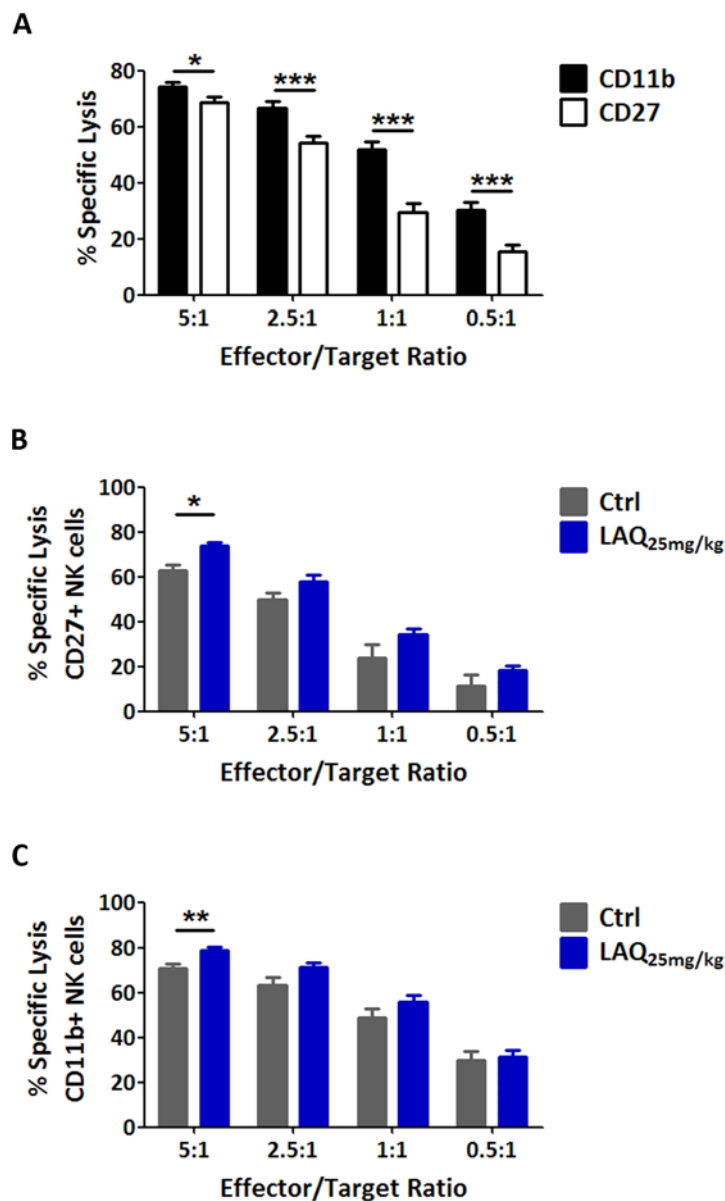 A
% Specific Lysis
80
60
40
20
0
*
***
***
***
CD11b
CD27
5:1 2.5:1 1:1 0.5:1
Effector/Target Ratio
B
% Specific Lysis
CD27+ NK cells
100
80
60
40
20
0
*
Ctrl
LAQ25mg/kg
5:1 2.5:1 1:1 0.5:1
Effector/Target Ratio
C
% Specific Lysis
CD11b+ NK cells
100
80
60
40
20
0
**
Ctrl
LAQ25mg/kg
5:1 2.5:1 1:1 0.5:1
Effector/Target Ratio